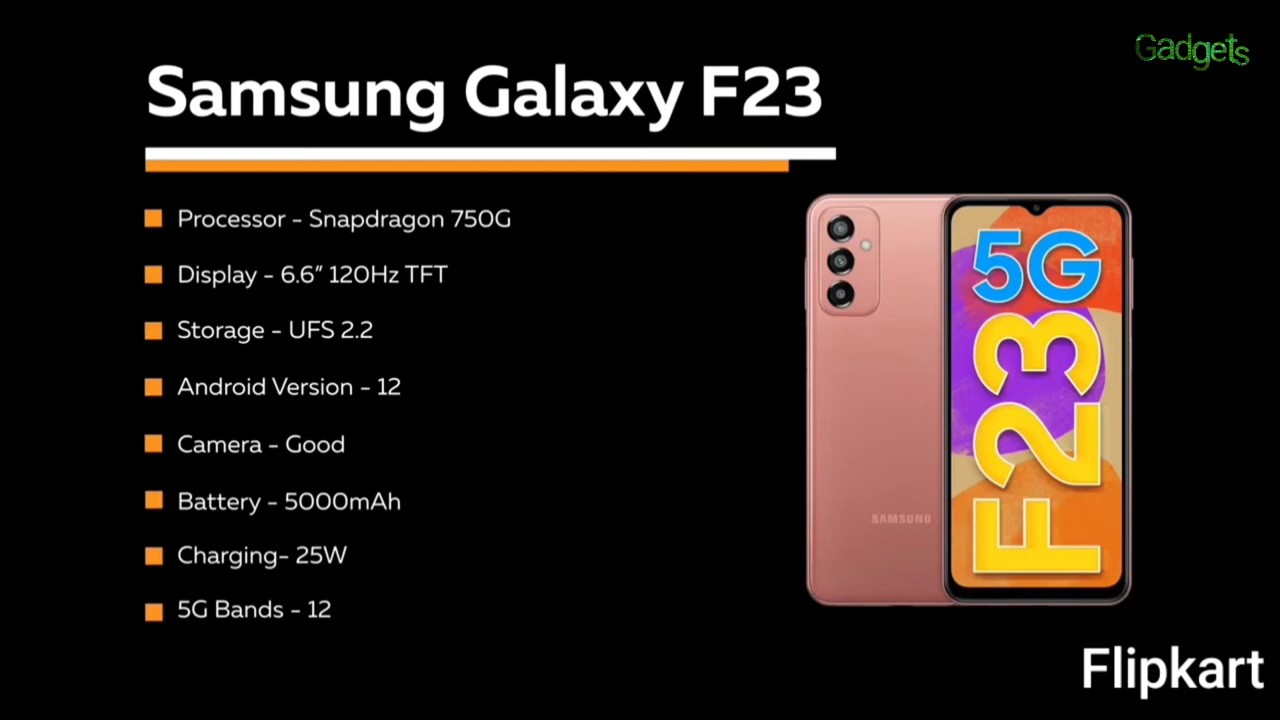 Gadgets
Samsung Galaxy F23
Processor - Snapdragon 750G
Display - 6.6” 120Hz TFT
Storage - UFS 2.2
Android Version - 12
Camera - Good
Battery - 5000mAh
Charging- 25W
5G Bands - 12
5G
F23
SAMSUNG
Flipkart